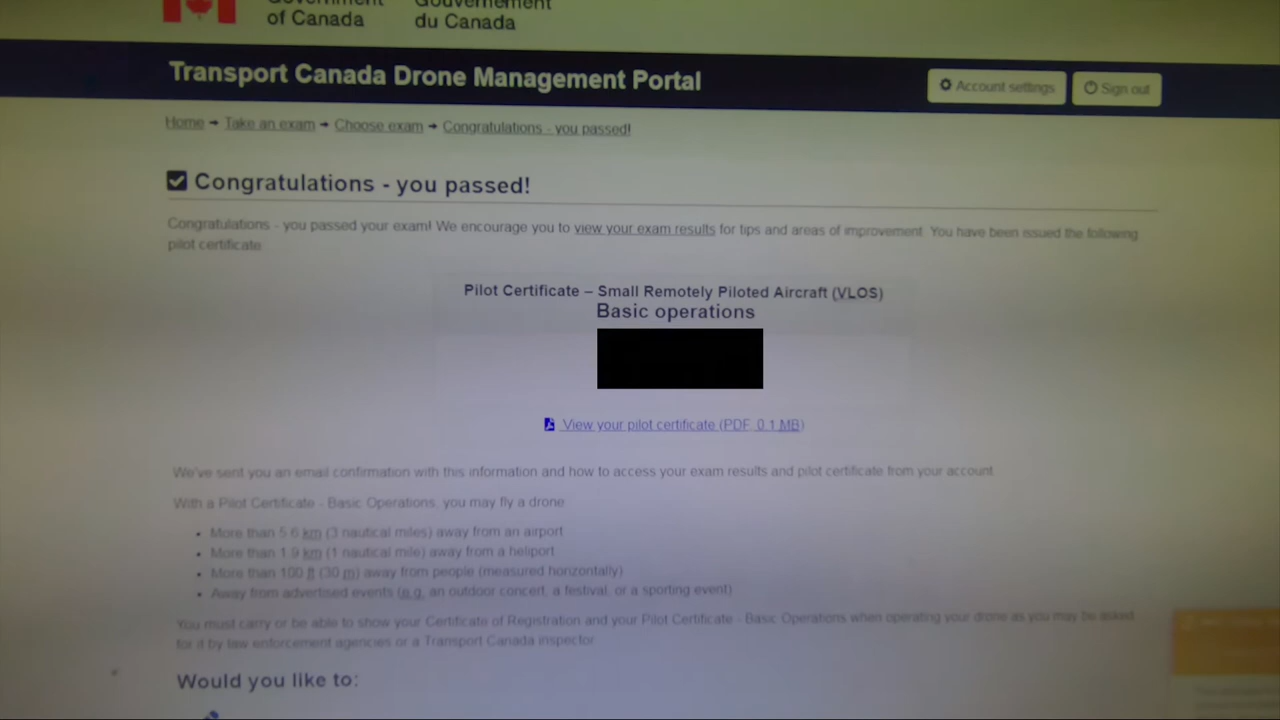 Government Gouvernement
of Canada du Canada
Transport Canada Drone Management Portal
Account settings
Sign out
Home → Take an exam → Choose exam → Congratulations - you passed!
Congratulations - you passed!
Congratulations - you passed your exam! We encourage you to view your exam results for tips and areas of improvement. You have been issued the following
pilot certificate.
Pilot Certificate – Small Remotely Piloted Aircraft (VLOS)
Basic operations
View your pilot certificate (PDF, 0.1 MB)
We've sent you an email confirmation with this information and how to access your exam results and pilot certificate from your account.
With a Pilot Certificate - Basic Operations, you may fly a drone
• More than 5.6 km (3 nautical miles) away from an airport
• More than 1.9 km (1 nautical mile) away from a heliport
• More than 100 ft (30 m) away from people (measured horizontally)
• Away from advertised events (e.g. an outdoor concert, a festival, or a sporting event)
You must carry or be able to show your Certificate of Registration and your Pilot Certificate - Basic Operations when operating your drone as you may be asked
for it by law enforcement agencies or a Transport Canada inspector.
Would you like to: